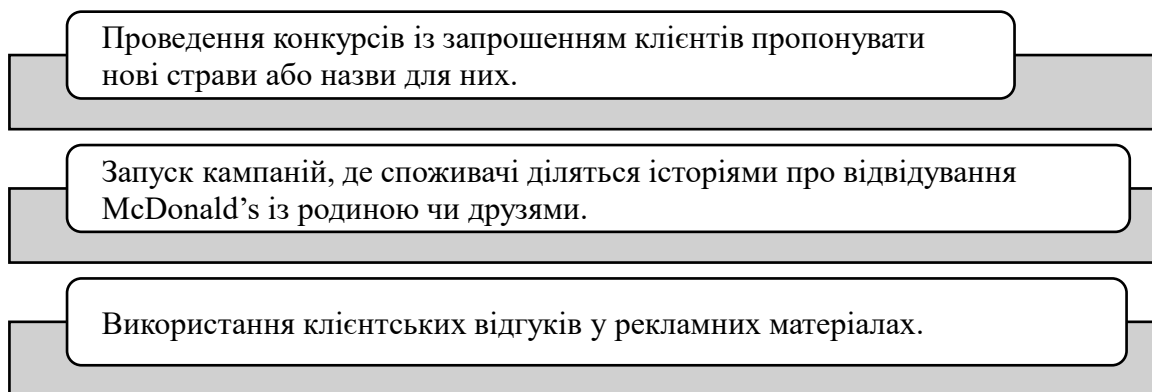 Проведення конкурсів із запрошенням клієнтів пропонувати
нові страви або назви для них.
Запуск кампаній, де споживачі діляться історіями про відвідування
McDonald’s із родиною чи друзями.
Використання клієнтських відгуків у рекламних матеріалах.